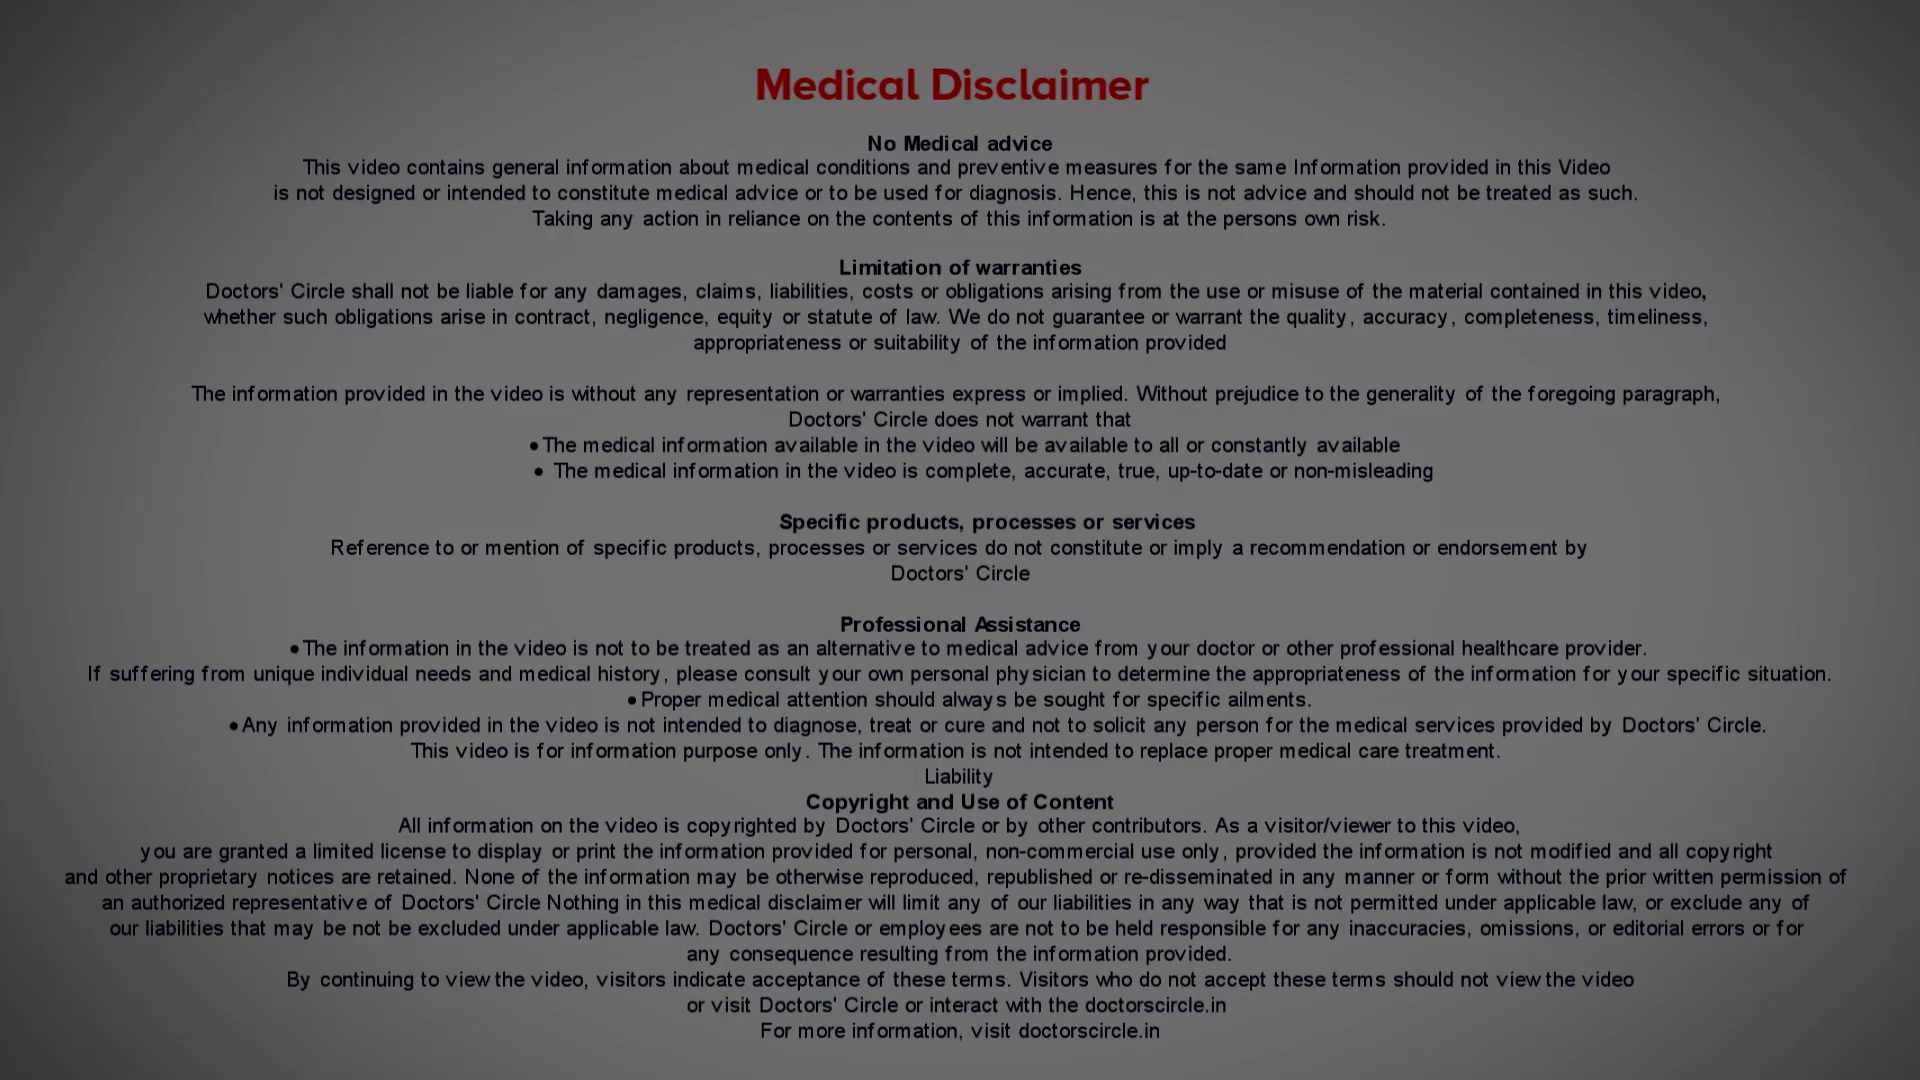 Medical Disclaimer
No Medical advice
This video contains general information about medical conditions and preventive measures for the same Information provided in this Video
is not designed or intended to constitute medical advice or to be used for diagnosis. Hence, this is not advice and should not be treated as such.
Taking any action in reliance on the contents of this information is at the persons own risk.
Limitation of warranties
Doctors' Circle shall not be liable for any damages, claims, liabilities, costs or obligations arising from the use or misuse of the material contained in this video,
whether such obligations arise in contract, negligence, equity or statute of law. We do not guarantee or warrant the quality, accuracy, completeness, timeliness,
appropriateness or suitability of the information provided
The information provided in the video is without any representation or warranties express or implied. Without prejudice to the generality of the foregoing paragraph,
Doctors' Circle does not warrant that
•The medical information available in the video will be available to all or constantly available
• The medical information in the video is complete, accurate, true, up-to-date or non-misleading
Specific products, processes or services
Reference to or mention of specific products, processes or services do not constitute or imply a recommendation or endorsement by
Doctors' Circle
Professional Assistance
•The information in the video is not to be treated as an alternative to medical advice from your doctor or other professional healthcare provider.
If suffering from unique individual needs and medical history, please consult your own personal physician to determine the appropriateness of the information for your specific situation.
•Proper medical attention should always be sought for specific ailments.
•Any information provided in the video is not intended to diagnose, treat or cure and not to solicit any person for the medical services provided by Doctors' Circle.
This video is for information purpose only. The information is not intended to replace proper medical care treatment.
Liability
Copyright and Use of Content
All information on the video is copyrighted by Doctors' Circle or by other contributors. As a visitor/viewer to this video,
you are granted a limited license to display or print the information provided for personal, non-commercial use only, provided the information is not modified and all copyright
and other proprietary notices are retained. None of the information may be otherwise reproduced, republished or re-disseminated in any manner or form without the prior written permission of
an authorized representative of Doctors' Circle Nothing in this medical disclaimer will limit any of our liabilities in any way that is not permitted under applicable law, or exclude any of
our liabilities that may be not be excluded under applicable law. Doctors' Circle or employees are not to be held responsible for any inaccuracies, omissions, or editorial errors or for
any consequence resulting from the information provided.
By continuing to view the video, visitors indicate acceptance of these terms. Visitors who do not accept these terms should not view the video
or visit Doctors' Circle or interact with the doctorscircle.in
For more information, visit doctorscircle.in